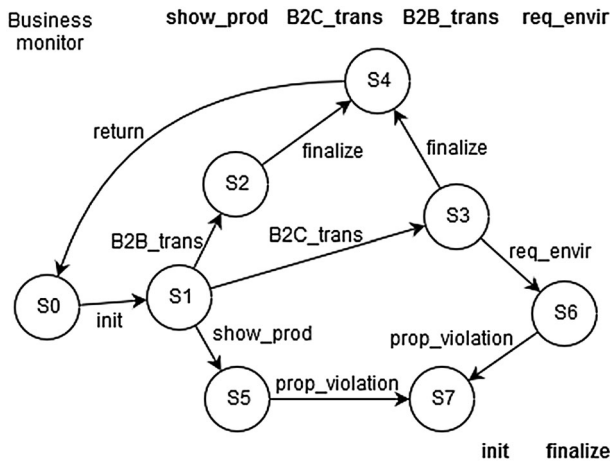 Business monitor show_prod B2C_trans B2B_trans req_envir
S4
return
finalize
finalize
S2
S3
B2B_trans
B2C_trans
req_envir
S0
init
S1
S6
show_prod
prop_violation
S5
prop_violation
S7
init finalize